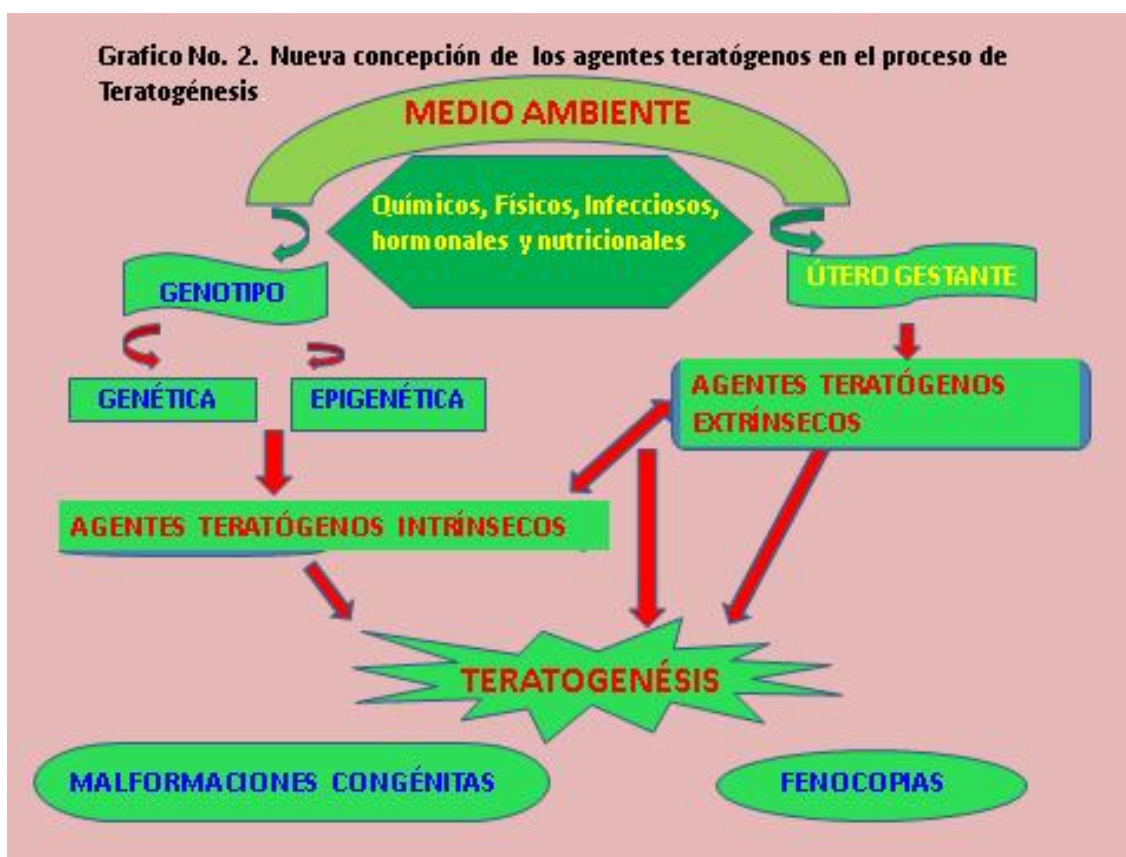 Grafico No. 2. Nueva concepción de los agentes teratógenos en el proceso de
Teratogénesis
MEDIO AMBIENTE
Químicos, Físicos, Infecciosos,
hormonales y nutricionales
GENOTIPO
ÚTERO GESTANTE
GENÉTICA
EPIGENÉTICA
AGENTES TERATÓGENOS
EXTRÍNSECOS
AGENTES TERATÓGENOS INTRÍNSECOS
TERATOGENÉSIS
MALFORMACIONES CONGÉNITAS
FENOCOPIAS